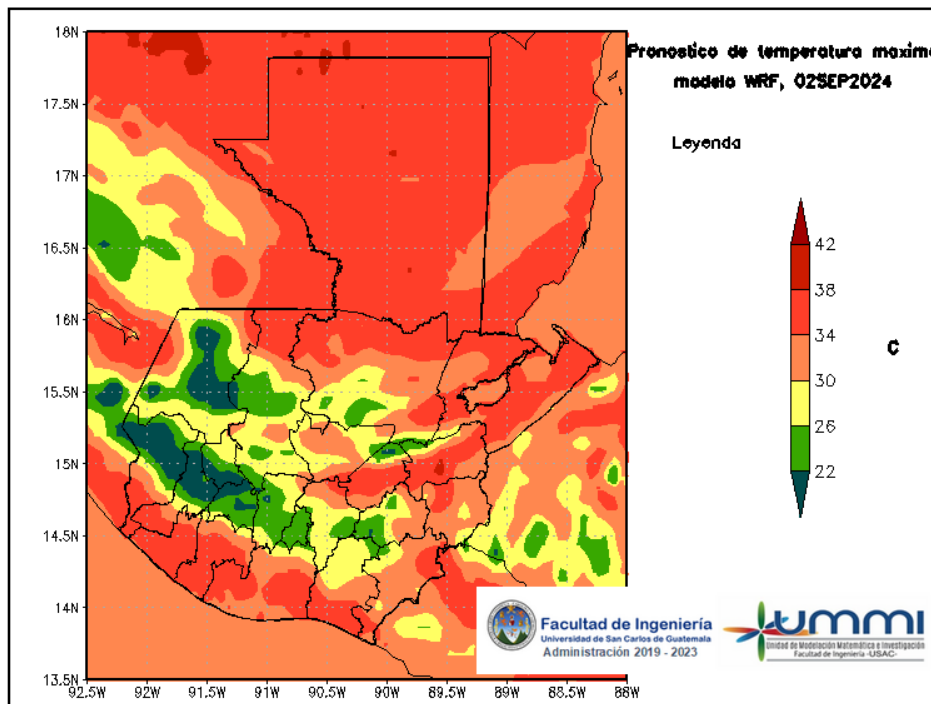 Pronostico de temperatura maxim
modelo WRF, 02SEP2024
Leyenda
18N
17.5N
17N
16.5N
16N
15.5N
15N
14.5N
14N
13.5N
92.5W 92W 91.5W 91W 90.5W 90W 89.5W 89W 88.5W 88W
42
38
34
30
26
22
C
Facultad de Ingeniería
Universidad de San Carlos de Guatemala
Administración 2019 - 2023
UMMI
Unidad de Modelación Matemática e Investigación
Facultad de Ingeniería -USAC-